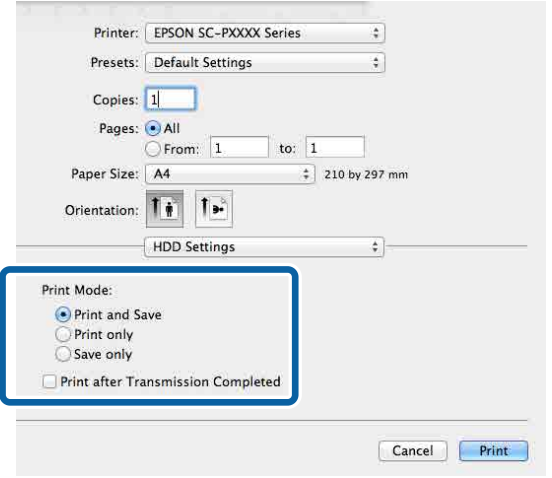 Printer: EPSON SC-PXXXX Series
Presets: Default Settings
Copies: 1
Pages: All
From: 1 to: 1
Paper Size: A4 210 by 297 mm
Orientation:
HDD Settings
Print Mode:
Print and Save
Print only
Save only
Print after Transmission Completed
Cancel Print